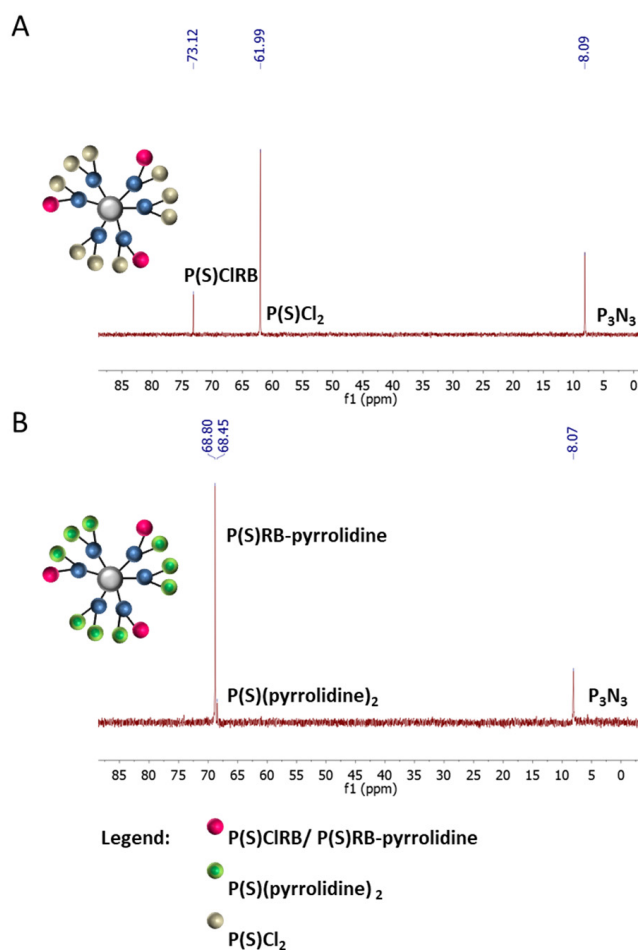 A
73.12
61.99
8.09
P(S)ClRB
P(S)Cl2
P3N3
85 80 75 70 65 60 55 50 45 40 35 30 25 20 15 10 5 0
f1 (ppm)
B
68.80
68.45
8.07
P(S)RB-pyrrolidine
P(S)(pyrrolidine)2
P3N3
85 80 75 70 65 60 55 50 45 40 35 30 25 20 15 10 5 0
f1 (ppm)
Legend:
P(S)ClRB/ P(S)RB-pyrrolidine
P(S)(pyrrolidine) 2
P(S)Cl2